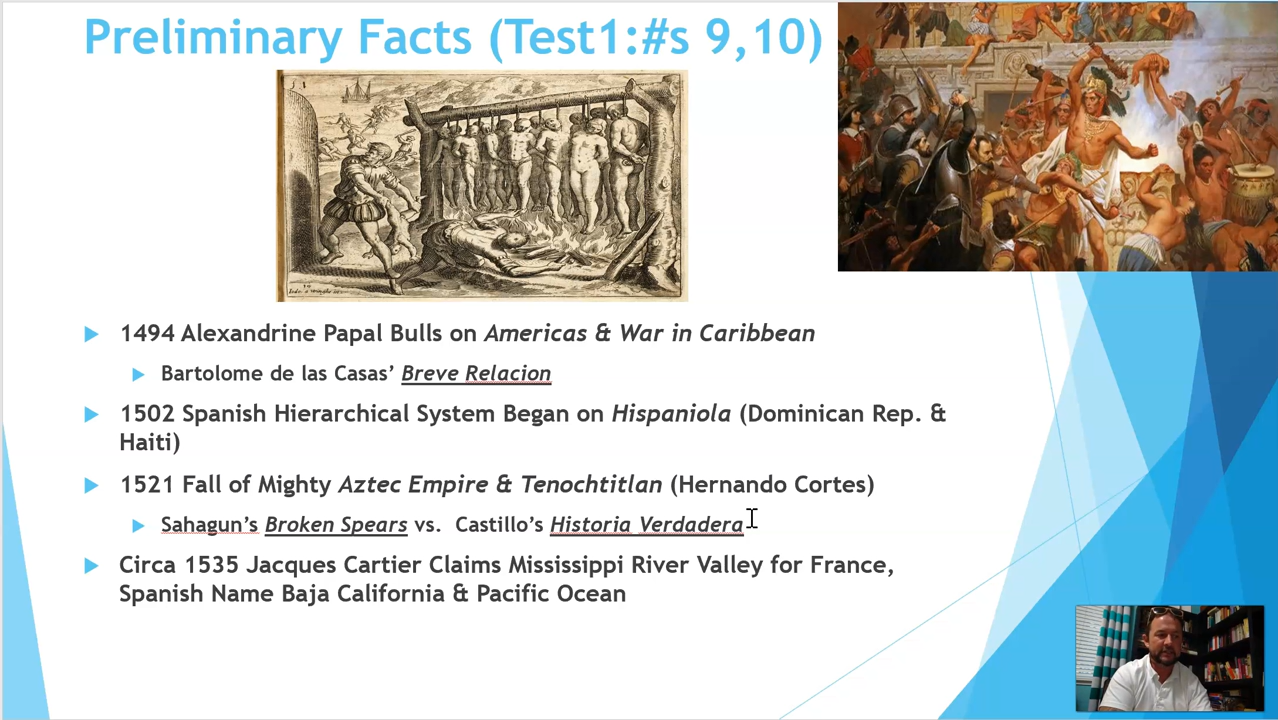 Preliminary Facts (Test1:#s 9,10)
1494 Alexandrine Papal Bulls on Americas & War in Caribbean
Bartolome de las Casas’ Breve Relacion
1502 Spanish Hierarchical System Began on Hispaniola (Dominican Rep. &
Haiti)
1521 Fall of Mighty Aztec Empire & Tenochtitlan (Hernando Cortes)
Sahagun’s Broken Spears vs. Castillo’s Historia Verdadera
Circa 1535 Jacques Cartier Claims Mississippi River Valley for France,
Spanish Name Baja California & Pacific Ocean